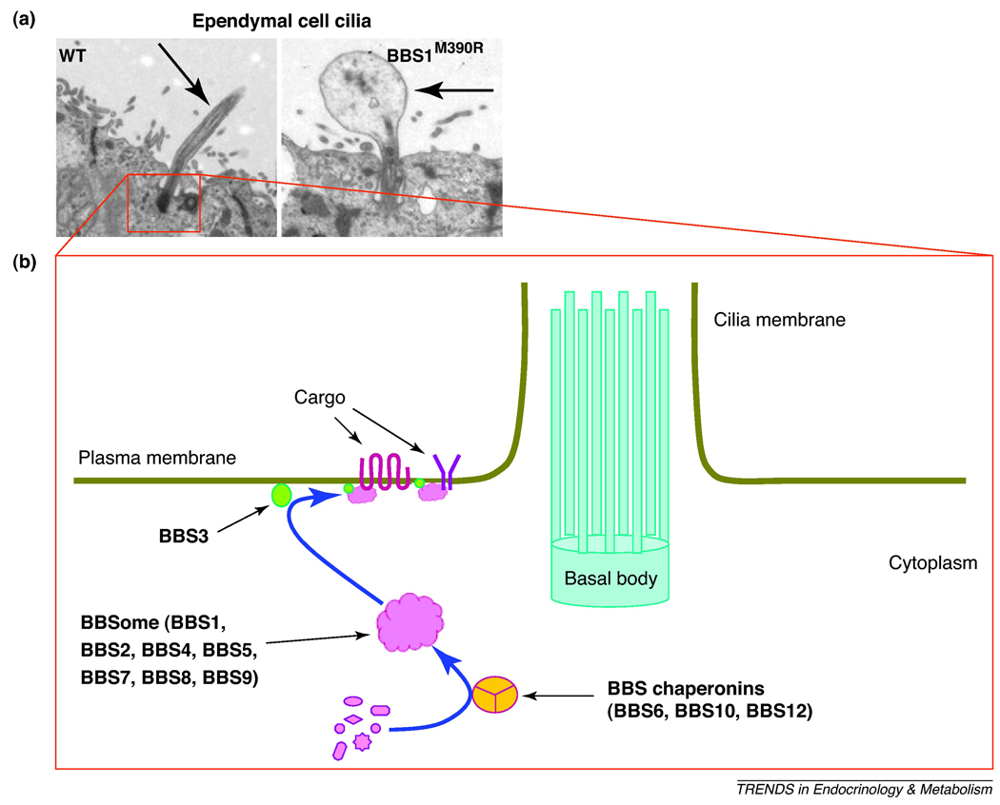 (a)
Ependymal cell cilia
WT
BBS1M390R
(b)
Cilia membrane
Cargo
Plasma membrane
BBS3
Cytoplasm
Basal body
BBSome (BBS1,
BBS2, BBS4, BBS5,
BBS7, BBS8, BBS9)
BBS chaperonins
(BBS6, BBS10, BBS12)
TRENDS in Endocrinology & Metabolism